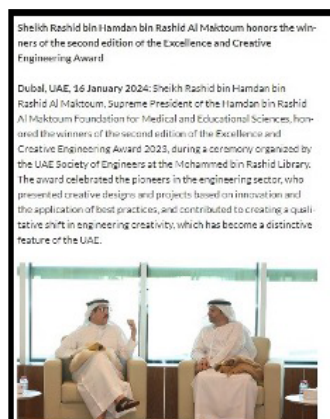 Sheikh Rashid bin Hamdan bin Rashid Al Maktoum honors the win-
ners of the second edition of the Excellence and Creative
Engineering Award
Dubai, UAE, 16 January 2024: Sheikh Rashid bin Hamdan bin
Rashid Al Maktoum, Supreme President of the Hamdan bin Rashid
Al Maktoum Foundation for Medical and Educational Sciences, hon-
ored the winners of the second edition of the Excellence and
Creative Engineering Award 2023, during a ceremony organized by
the UAE Society of Engineers at the Mohammed bin Rashid Library.
The award celebrated the pioneers in the engineering sector, who
presented creative designs and projects based on innovation and
the application of best practices, and contributed to creating a quali-
tative shift in engineering creativity, which has become a distinctive
feature of the UAE.